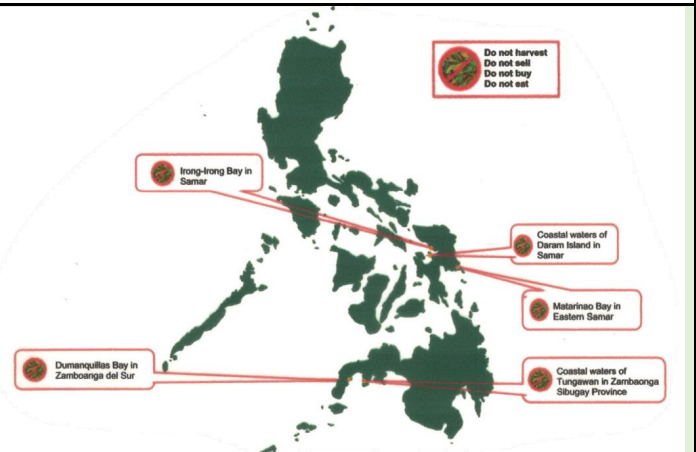 Do not harvest
Do not sell
Do not buy
Do not eat
Irong-Irong Bay in
Samar
Coastal waters of
Daram Island in
Samar
Matarinao Bay in
Eastern Samar
Dumanquillas Bay in
Zamboanga del Sur
Coastal waters of
Tungawan in Zambaonga
Sibugay Province